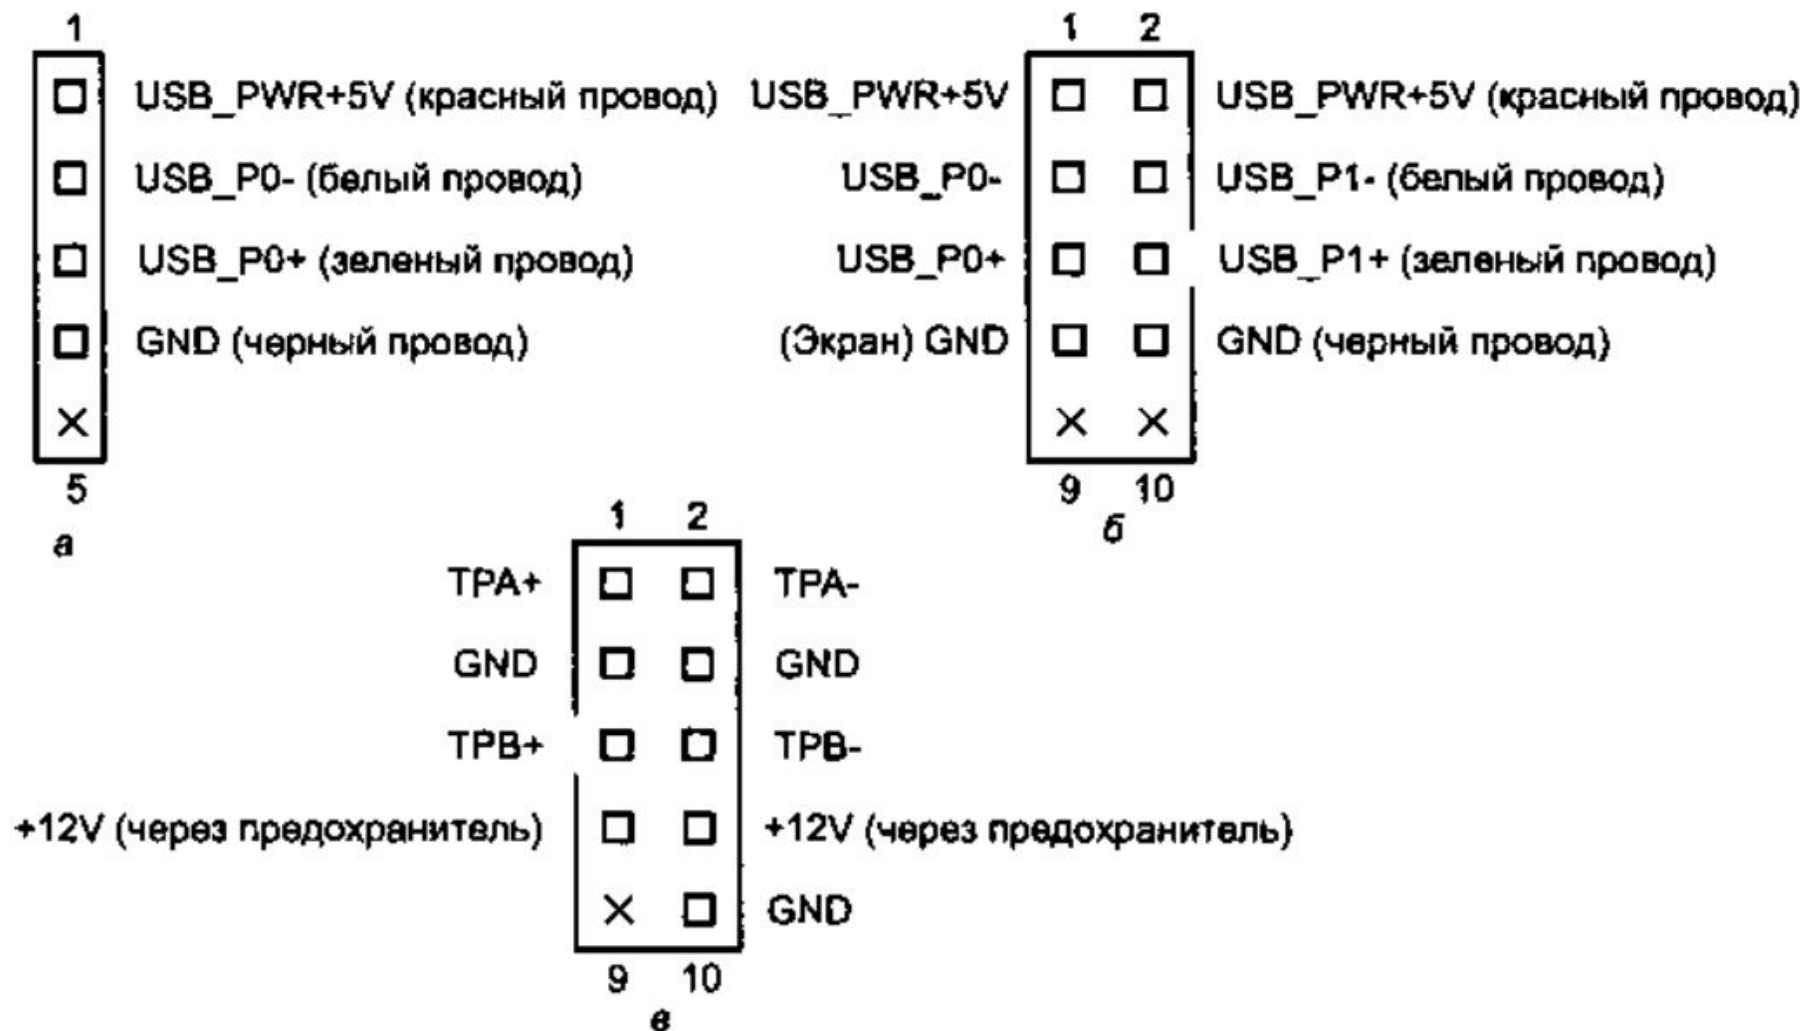 1
USB_PWR+5V (красный провод)
USB_P0- (белый провод)
USB_P0+ (зеленый провод)
GND (черный провод)
5
а
1 2
USB_PWR+5V USB_PWR+5V (красный провод)
USB_P0- USB_P1- (белый провод)
USB_P0+ USB_P1+ (зеленый провод)
(Экран) GND GND (черный провод)
9 10
б
1 2
TPA+ TPA-
GND GND
TPB+ TPB-
+12V (через предохранитель) +12V (через предохранитель)
GND
9 10
в